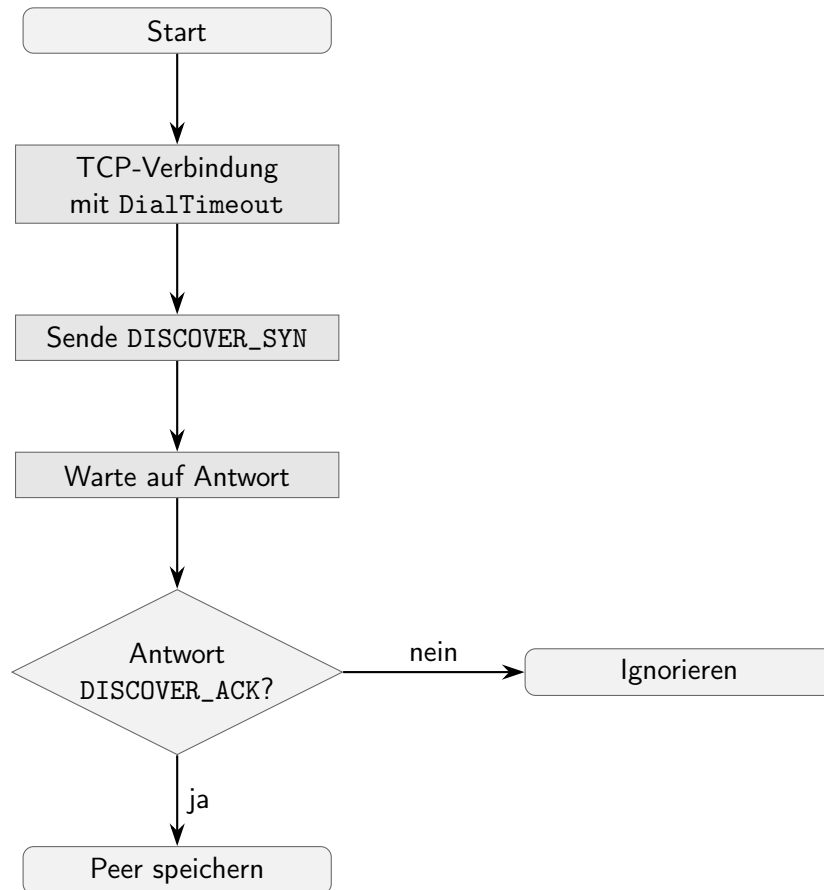 Start
TCP-Verbindung
mit DialTimeout
Sende DISCOVER_SYN
Warte auf Antwort
Antwort
DISCOVER_ACK?
nein
Ignorieren
ja
Peer speichern